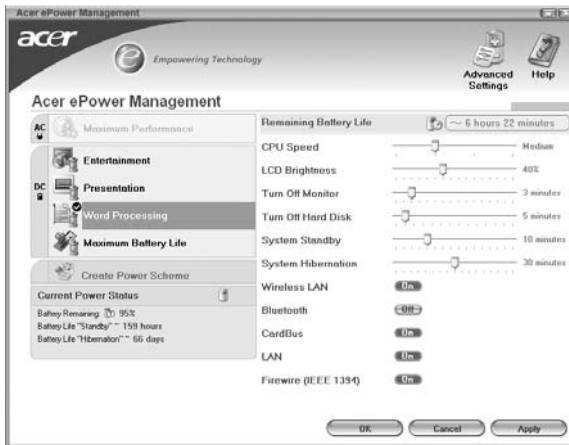 Acer ePower Management
acer
Empowering Technology
Advanced Settings
Help
Acer ePower Management
AC
Maximum Performance
DC
Entertainment
Presentation
Word Processing
Maximum Battery Life
Create Power Scheme
Current Power Status
Battery Remaining: 95%
Battery Life "Standby" ~ 159 hours
Battery Life "Hibernation" ~ 66 days
Remaining Battery Life ~ 6 hours 22 minutes
CPU Speed Medium
LCD Brightness 40%
Turn Off Monitor 3 minutes
Turn Off Hard Disk 5 minutes
System Standby 10 minutes
System Hibernation 30 minutes
Wireless LAN On
Bluetooth Off
CardBus On
LAN On
Firewire (IEEE 1394) On
OK Cancel Apply